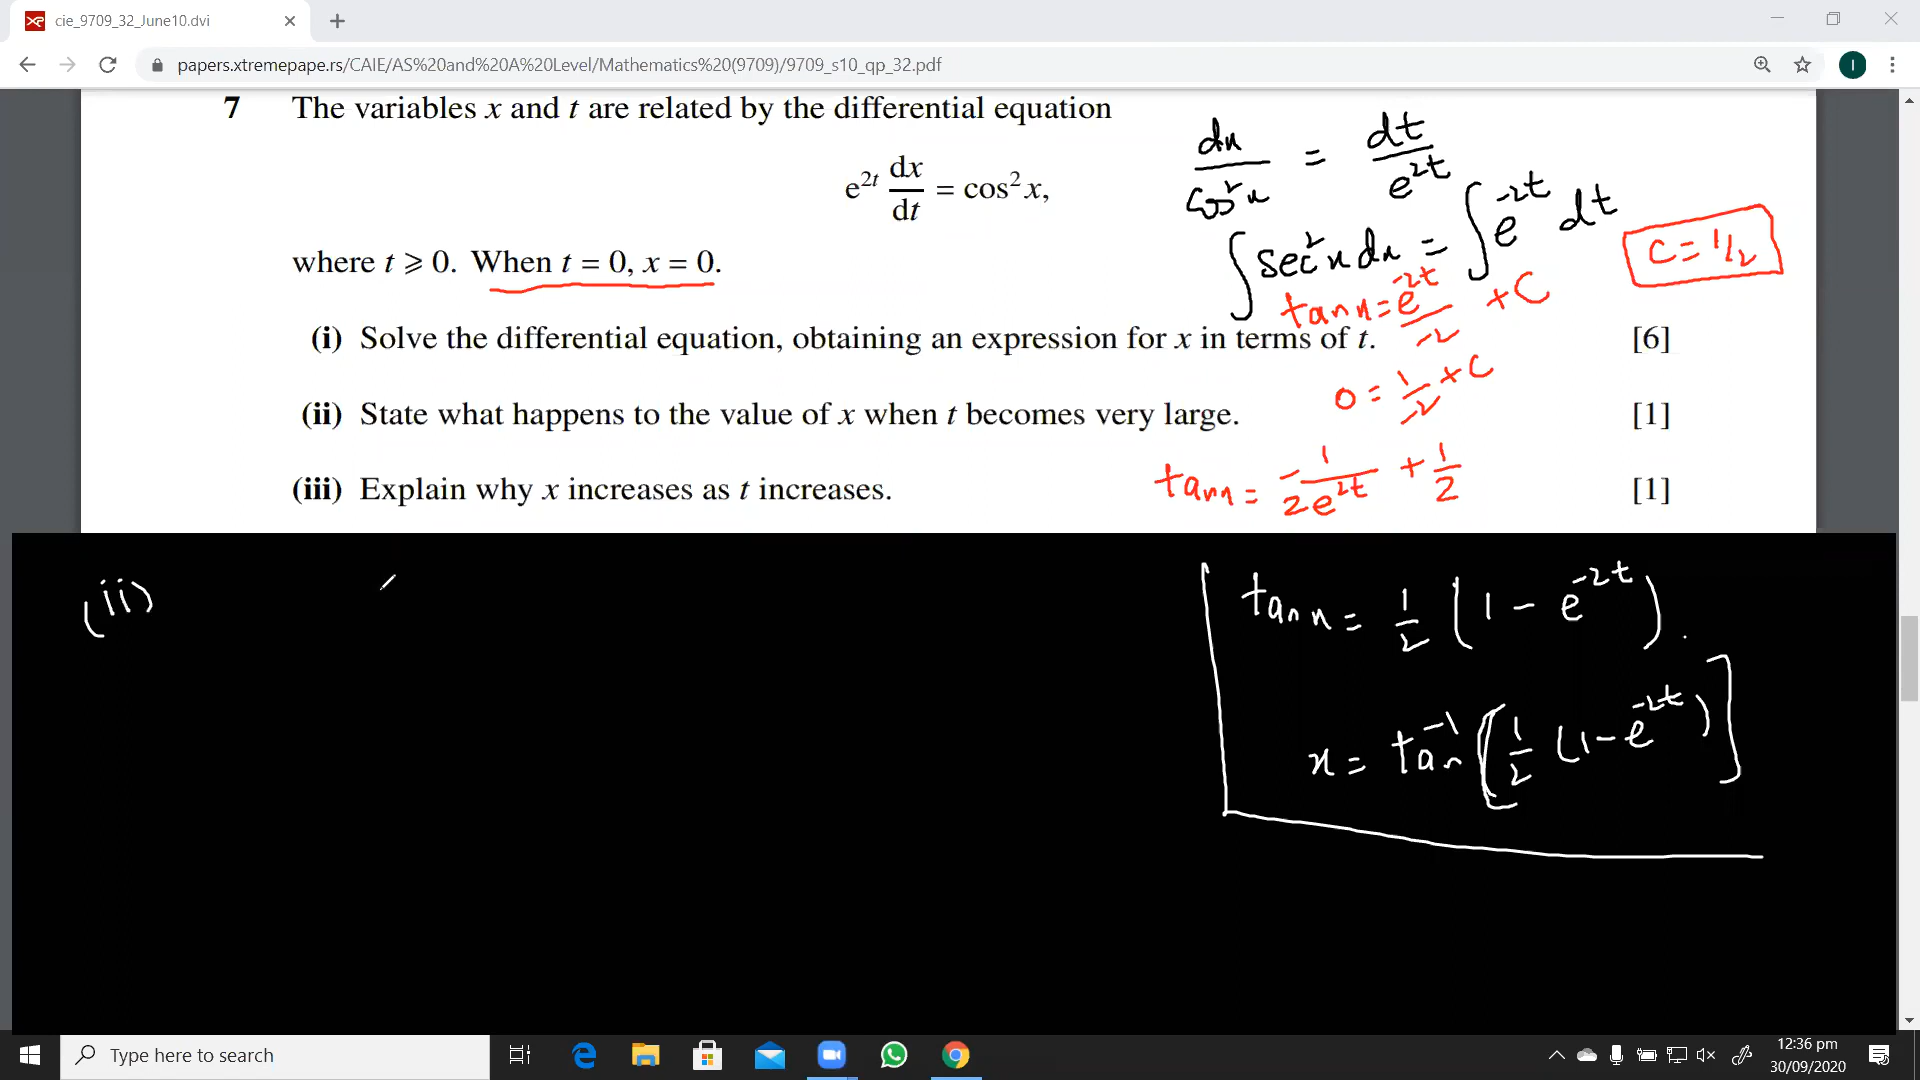 cie_9709_32_June10.dvi
papers.xtremepape.rs/CAIE/AS%20and%20A%20Level/Mathematics%20(9709)/9709_s10_qp_32.pdf
I
7 The variables x and t are related by the differential equation
e^{2t} dx/dt = cos² x,
where t ⩾ 0. When t = 0, x = 0.
(i) Solve the differential equation, obtaining an expression for x in terms of t. [6]
(ii) State what happens to the value of x when t becomes very large. [1]
(iii) Explain why x increases as t increases. [1]
dx/cos²x = dt/e^{2t}
∫ sec²x dx = ∫ e^{-2t} dt
C = 1/2
tan x = e^{-2t}/-2 + C
0 = 1/-2 + C
tan x = -1/2e^{2t} + 1/2
(ii)
tan x = 1/2 (1 - e^{-2t}).
x = tan^{-1} [1/2 (1 - e^{-2t})]
Type here to search
12:36 pm
30/09/2020